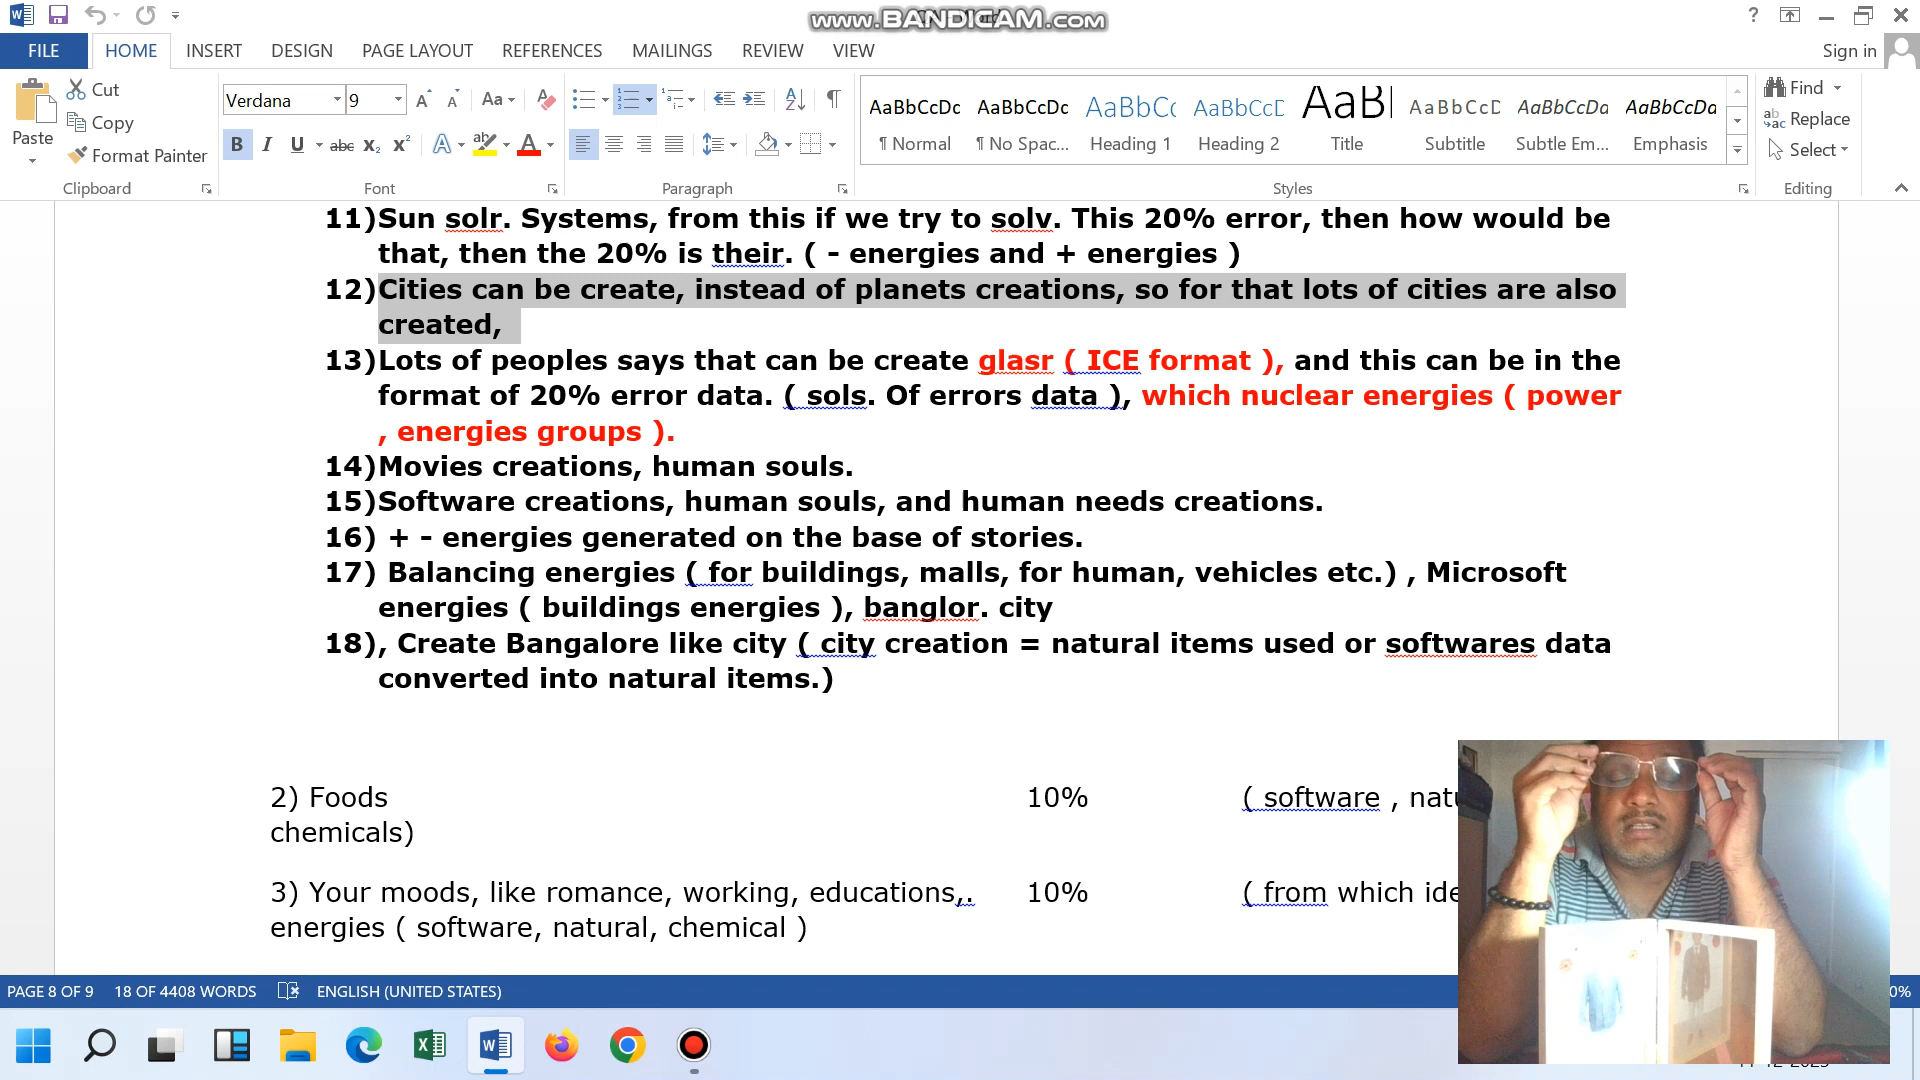 www.BANDICAM.com
FILE HOME INSERT DESIGN PAGE LAYOUT REFERENCES MAILINGS REVIEW VIEW Sign in
Cut
Copy
Format Painter
Paste
Verdana 9
Find
Replace
Select
AaBbCcDc AaBbCcDc AaBbCc AaBbCcD AaBl AaBbCcD AaBbCcDa AaBbCcDa
¶ Normal ¶ No Spac... Heading 1 Heading 2 Title Subtitle Subtle Em... Emphasis
Clipboard Font Paragraph Styles Editing
11)Sun solr. Systems, from this if we try to solv. This 20% error, then how would be
that, then the 20% is their. ( - energies and + energies )
12)Cities can be create, instead of planets creations, so for that lots of cities are also
created,
13)Lots of peoples says that can be create glasr ( ICE format ), and this can be in the
format of 20% error data. ( sols. Of errors data ), which nuclear energies ( power
, energies groups ).
14)Movies creations, human souls.
15)Software creations, human souls, and human needs creations.
16) + - energies generated on the base of stories.
17) Balancing energies ( for buildings, malls, for human, vehicles etc.) , Microsoft
energies ( buildings energies ), banglor. city
18), Create Bangalore like city ( city creation = natural items used or softwares data
converted into natural items.)
2) Foods 10% ( software , natu
chemicals)
3) Your moods, like romance, working, educations,. 10% ( from which ide
energies ( software, natural, chemical )
PAGE 8 OF 9 18 OF 4408 WORDS ENGLISH (UNITED STATES) 0%